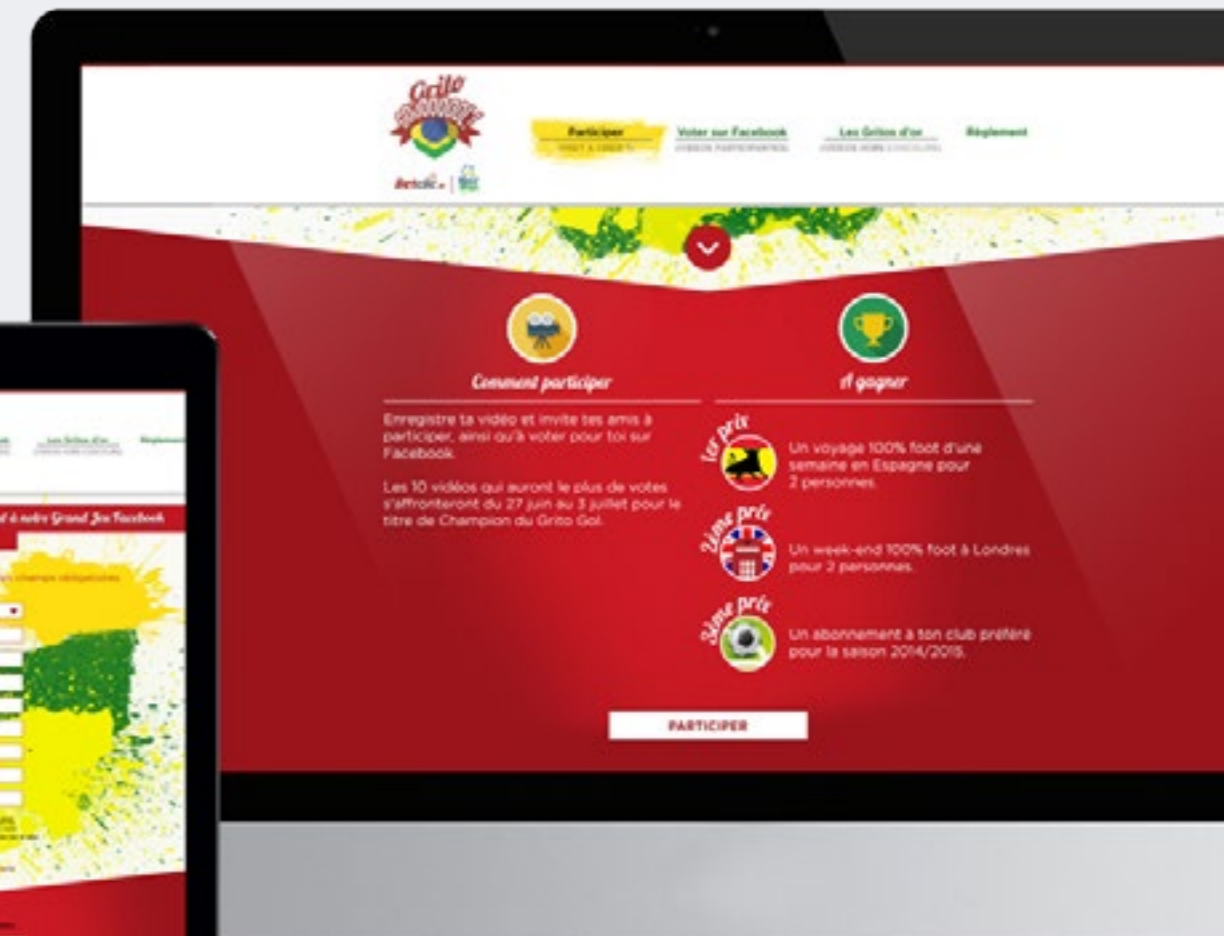 Grito
Betclic
Participer
Voter sur Facebook
Les Gritos d'or
Règlement
Comment participer
Enregistre ta vidéo et invite tes amis à
participer, ainsi qu'à voter pour toi sur
Facebook.
Les 10 vidéos qui auront le plus de votes
s'affronteront du 27 juin au 3 juillet pour le
titre de Champion du Grito Gol.
A gagner
1er prix
Un voyage 100% foot d'une
semaine en Espagne pour
2 personnes.
2ème prix
Un week-end 100% foot à Londres
pour 2 personnes.
3ème prix
Un abonnement à ton club préféré
pour la saison 2014/2015.
PARTICIPER
Les Gritos d'or
Règlement
à notre Grand Jeu Facebook
champs obligatoires